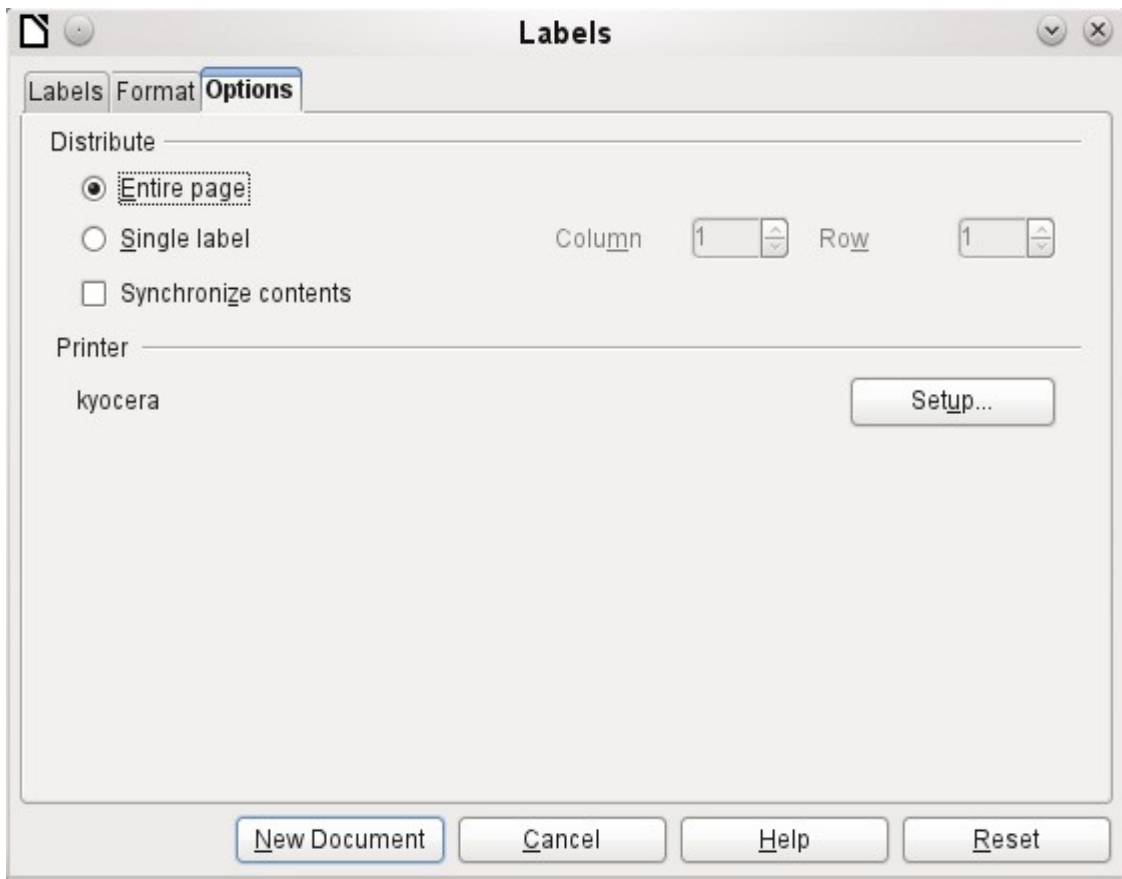 Labels
Labels Format Options
Distribute
Entire page
Single label Column 1 Row 1
Synchronize contents
Printer
kyocera Setup...
New Document Cancel Help Reset